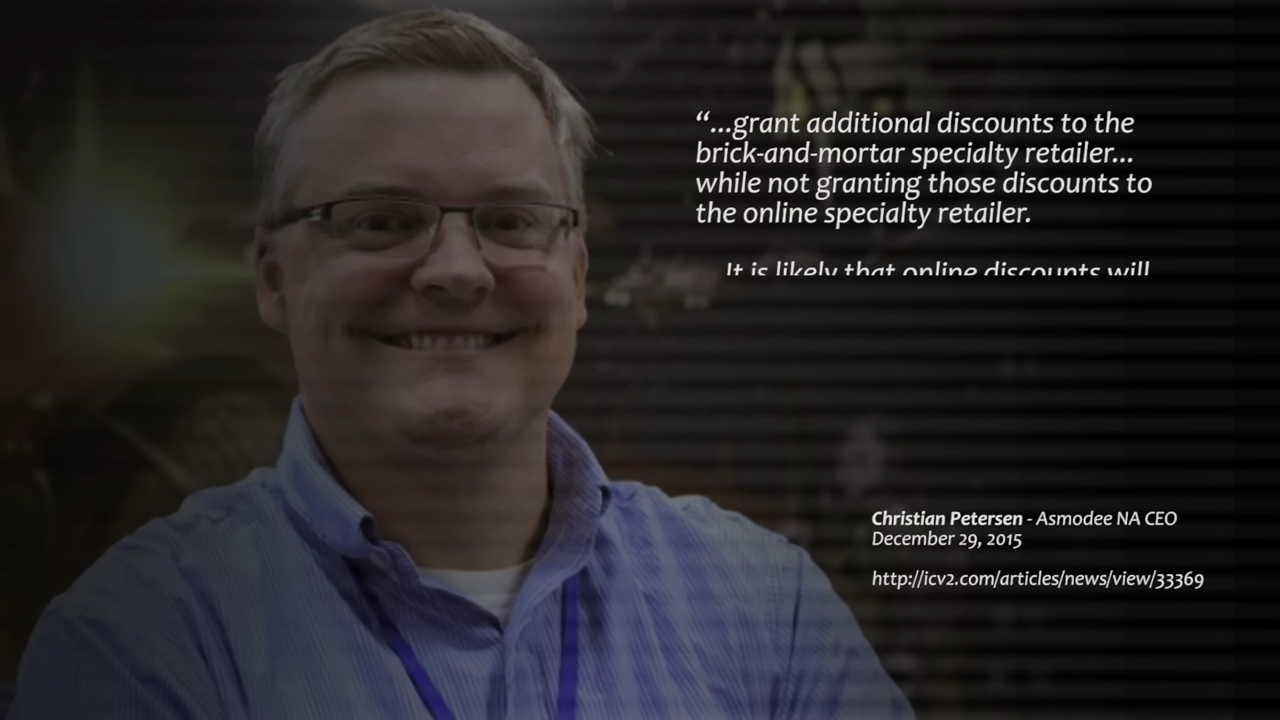 “...grant additional discounts to the
brick-and-mortar specialty retailer...
while not granting those discounts to
the online specialty retailer.
It is likely that online discounts will
Christian Petersen - Asmodee NA CEO
December 29, 2015
http://icv2.com/articles/news/view/33369